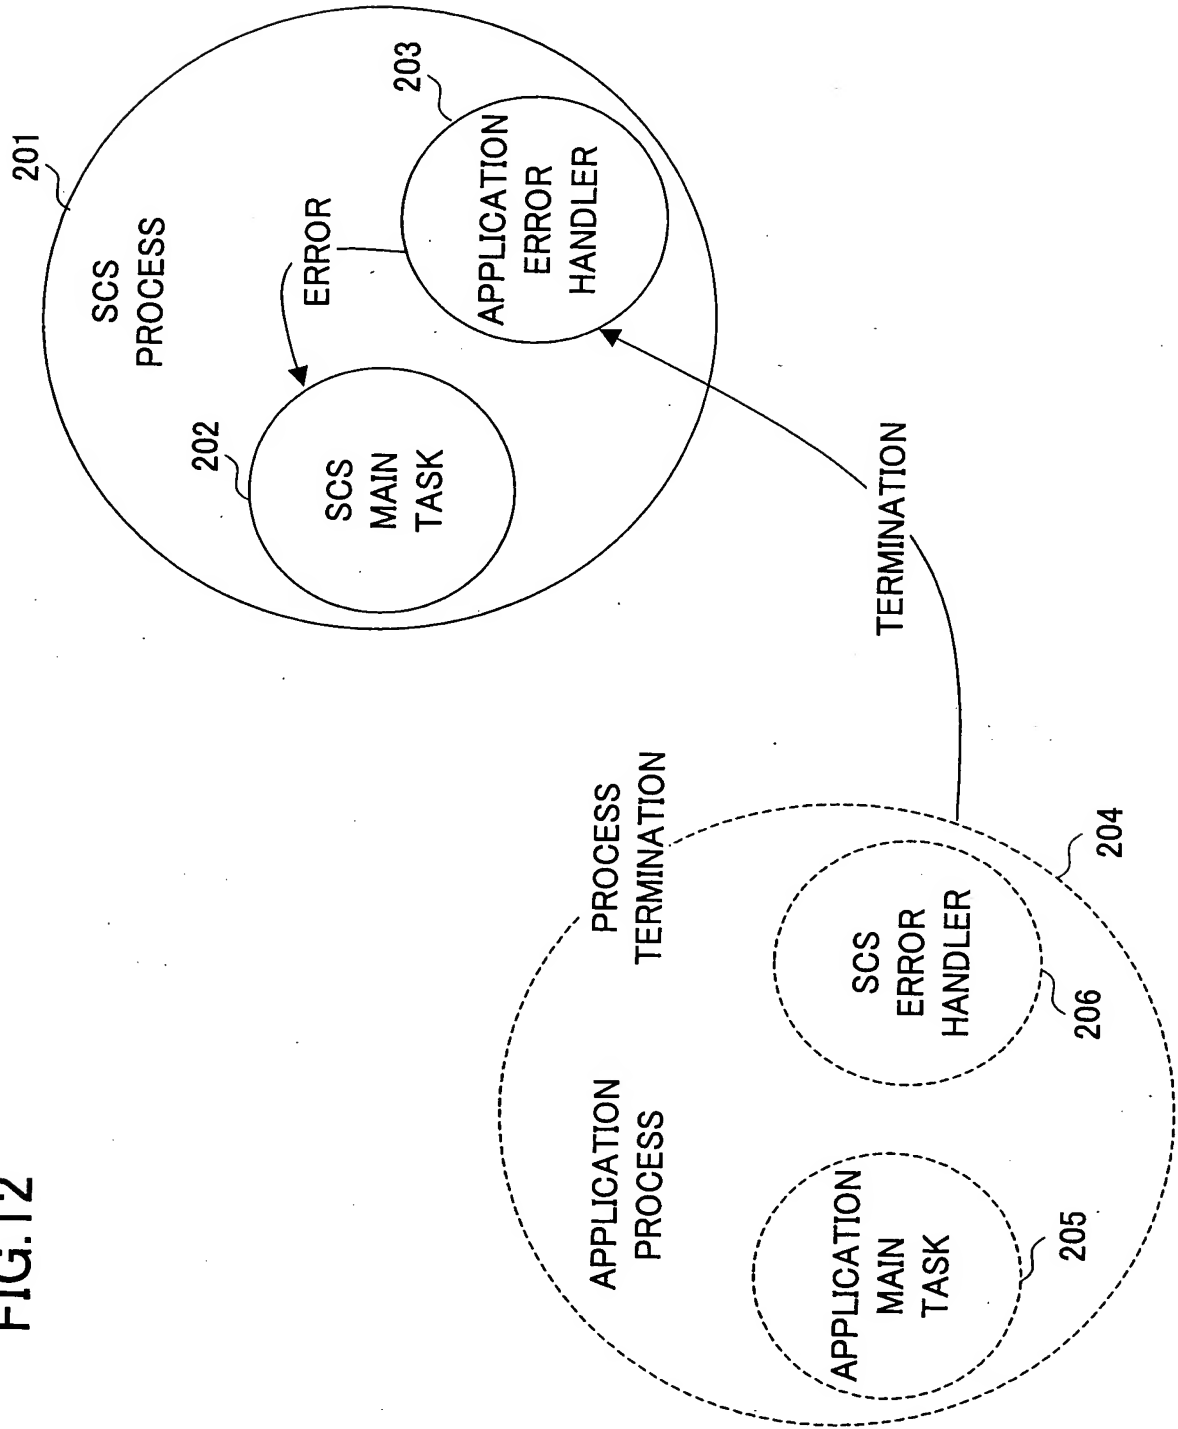 FIG.12
APPLICATION
PROCESS
PROCESS
TERMINATION
APPLICATION
MAIN
TASK
205
SCS
ERROR
HANDLER
206
204
TERMINATION
201
SCS
PROCESS
202
SCS
MAIN
TASK
ERROR
203
APPLICATION
ERROR
HANDLER